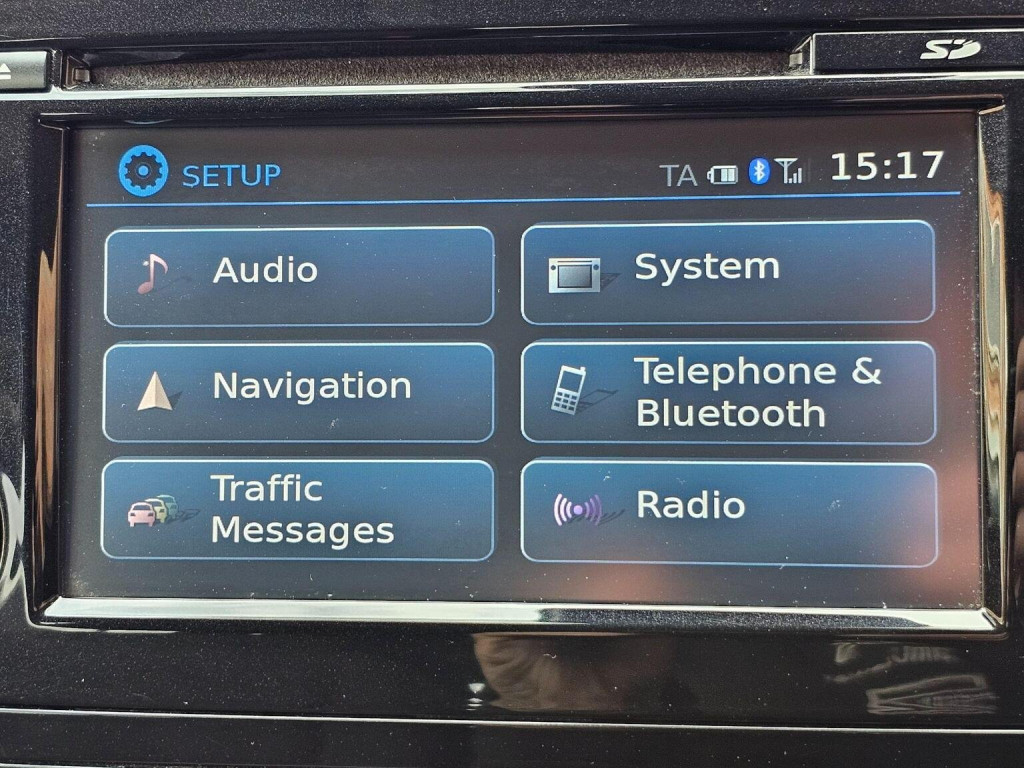 SD
SETUP
TA
15:17
Audio
System
Navigation
Telephone &
Bluetooth
Traffic
Messages
Radio